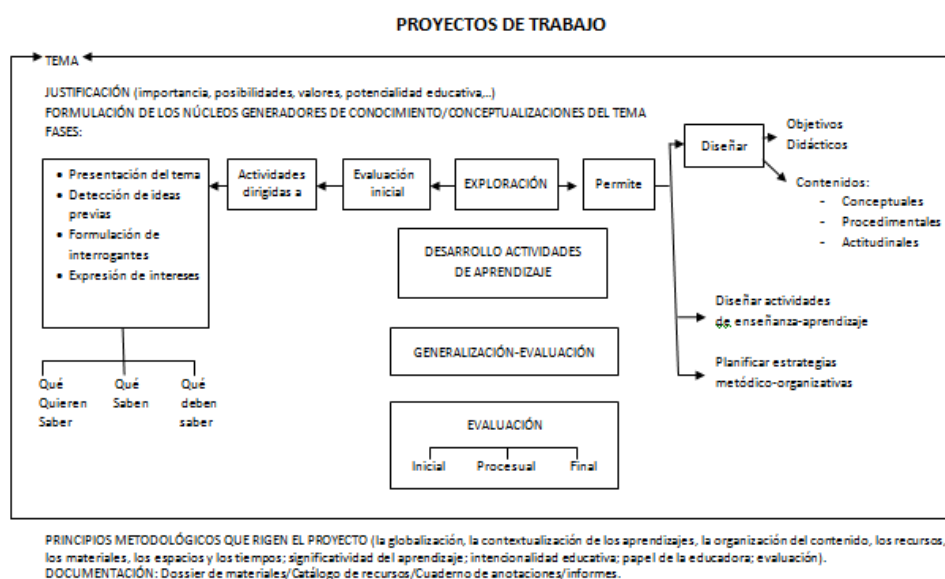 PROYECTOS DE TRABAJO
TEMA
JUSTIFICACIÓN (importancia, posibilidades, valores, potencialidad educativa,..)
FORMULACIÓN DE LOS NÚCLEOS GENERADORES DE CONOCIMIENTO/CONCEPTUALIZACIONES DEL TEMA
FASES:
• Presentación del tema
• Detección de ideas
previas
• Formulación de
interrogantes
• Expresión de intereses
Actividades
dirigidas a
Evaluación
inicial
EXPLORACIÓN
Permite
Diseñar
Objetivos
Didácticos
Contenidos:
- Conceptuales
- Procedimentales
- Actitudinales
DESARROLLO ACTIVIDADES
DE APRENDIZAJE
Diseñar actividades
de enseñanza-aprendizaje
GENERALIZACIÓN-EVALUACIÓN
Planificar estrategias
metódico-organizativas
Qué
Quieren
Saber
Qué
Saben
Qué
deben
saber
EVALUACIÓN
Inicial Procesual Final
PRINCIPIOS METODOLÓGICOS QUE RIGEN EL PROYECTO (la globalización, la contextualización de los aprendizajes, la organización del contenido, los recursos,
los materiales, los espacios y los tiempos; significatividad del aprendizaje; intencionalidad educativa; papel de la educadora; evaluación).
DOCUMENTACIÓN: Dossier de materiales/Catálogo de recursos/Cuaderno de anotaciones/informes.